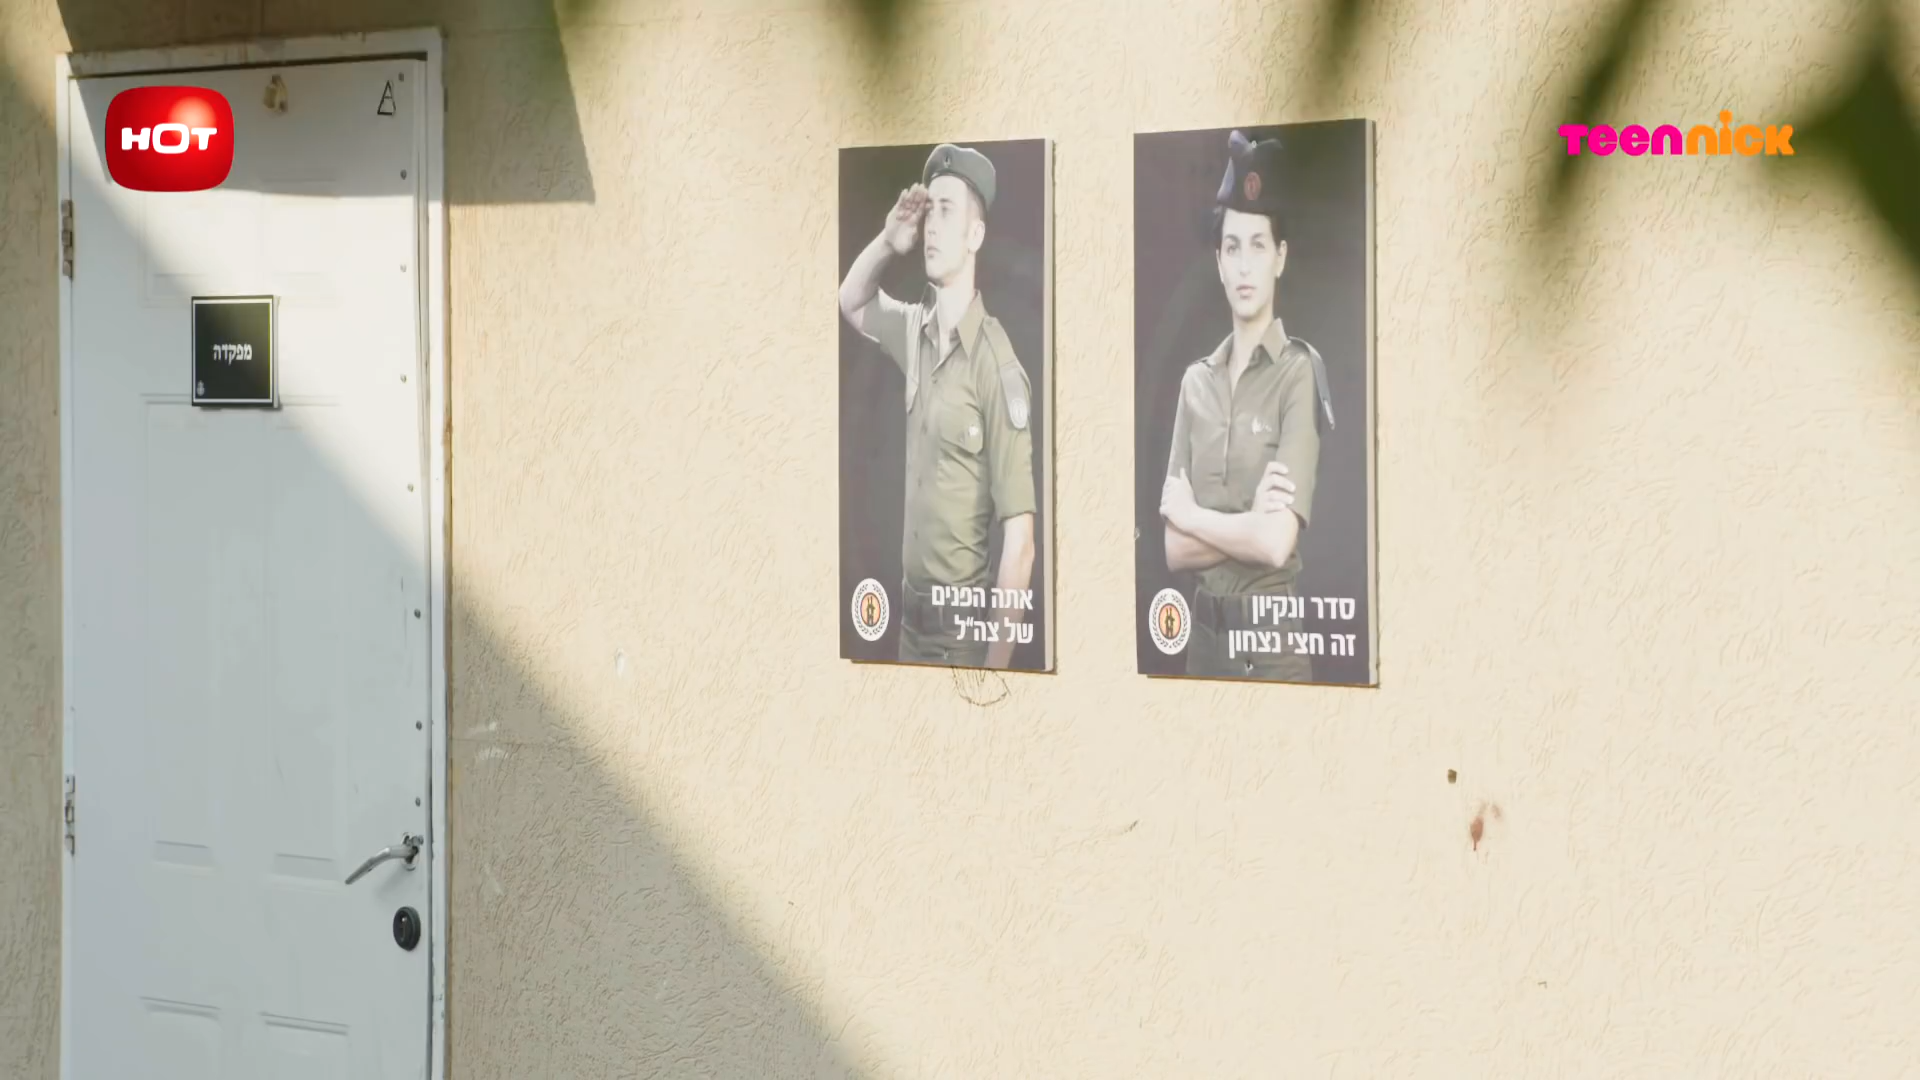 HOT
TEENNICK
מפקדה
אתה הפנים
של צה"ל
סדר ונקיון
זה חצי נצחון